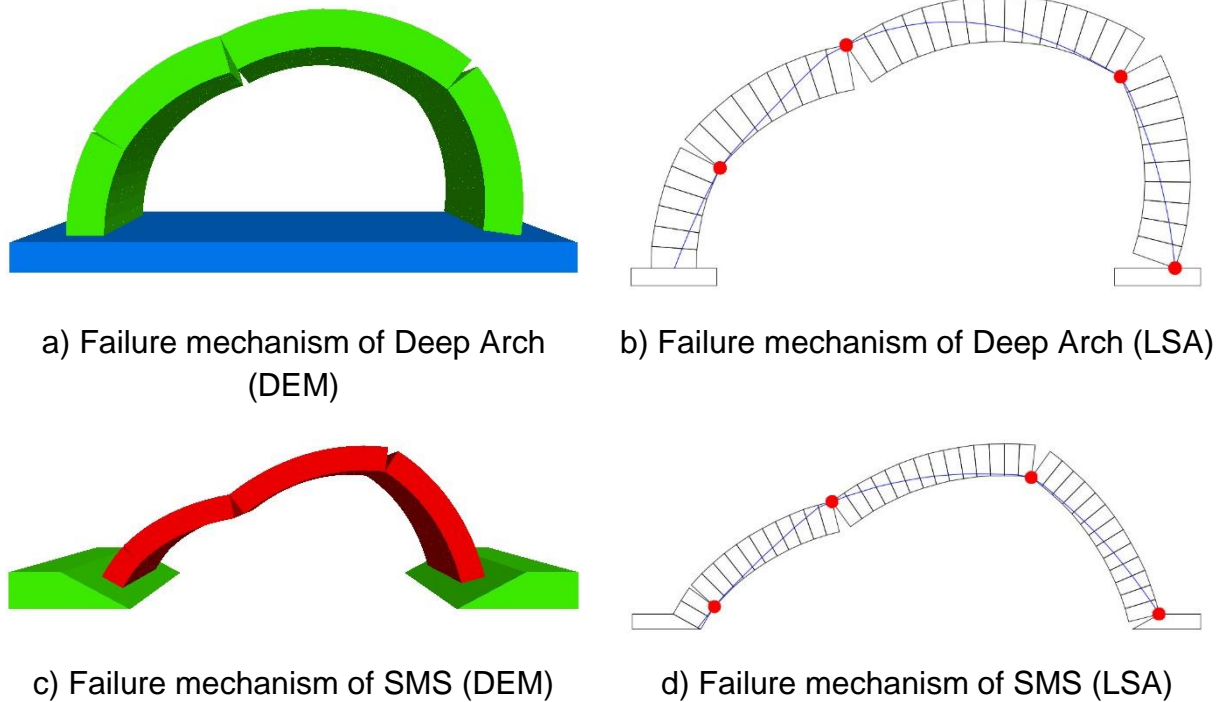 a) Failure mechanism of Deep Arch
(DEM)
b) Failure mechanism of Deep Arch (LSA)
c) Failure mechanism of SMS (DEM)
d) Failure mechanism of SMS (LSA)